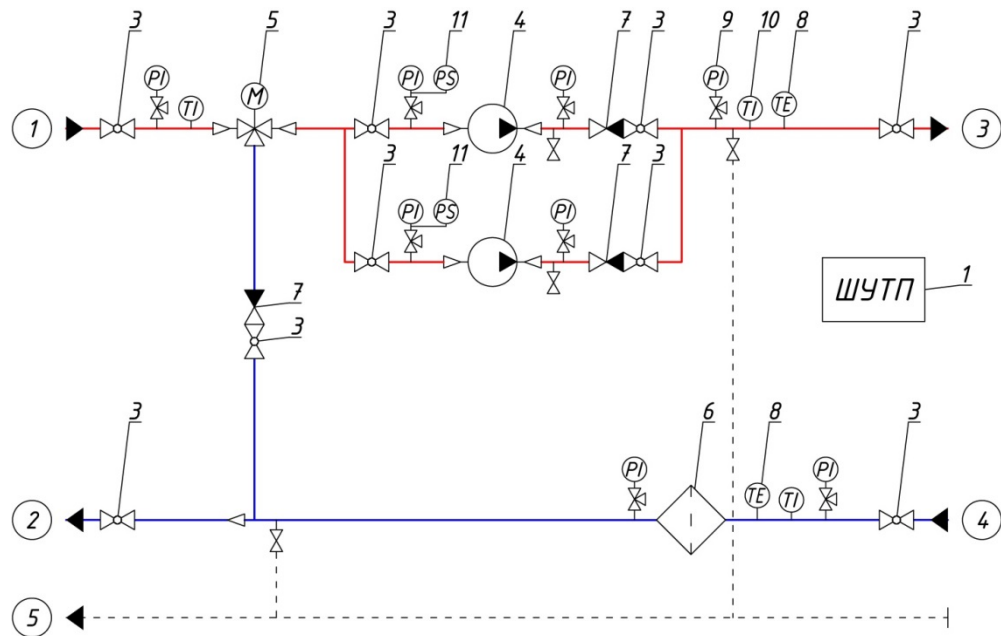 3 5 3 11 4 7 3 9 10 8 3
PI M PI PS PI PI
TI TI TE
1 3
3 11 4 7 3
PI PS PI
ШУТП 1
7
3
3 6 8 3
PI TE TI PI
2 4
5